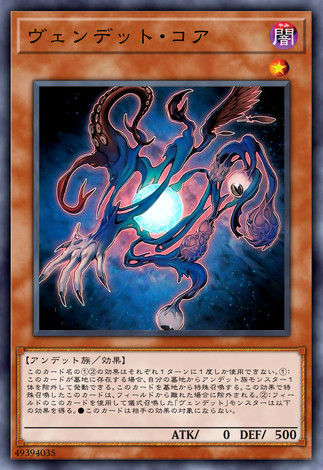 ヴェンデット・コア
やみ
闇
【アンデット族／効果】
このカード名の①②の効果はそれぞれ１ターンに１度しか使用できない。①：
このカードが墓地に存在する場合、自分の墓地からアンデット族モンスター１
体を除外して発動できる。このカードを墓地から特殊召喚する。この効果で特
殊召喚したこのカードは、フィールドから離れた場合に除外される。②：フィ
ールドのこのカードを使用して儀式召喚した「ヴェンデット」モンスターは以下
の効果を得る。●このカードは相手の効果の対象にならない。
ATK/ 0 DEF/ 500
49394035